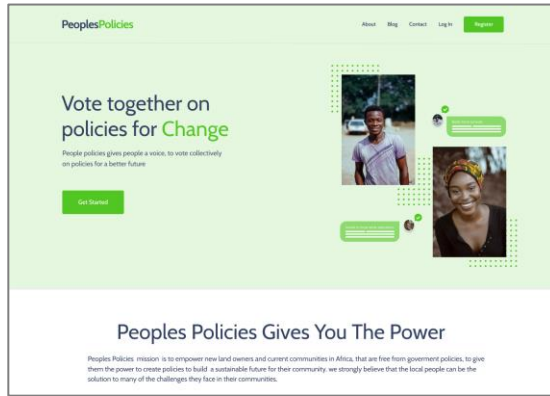 PeoplesPolicies
About Blog Contact Log In Register
Vote together on
policies for Change
People policies gives people a voice, to vote collectively
on policies for a better future
Get Started
Peoples Policies Gives You The Power
Peoples Policies mission is to empower new land owners and current communities in Africa, that are free from goverment policies, to give
them the power to create policies to build a sustainable future for their community. we strongly believe that the local people can be the
solution to many of the challenges they face in their communities.